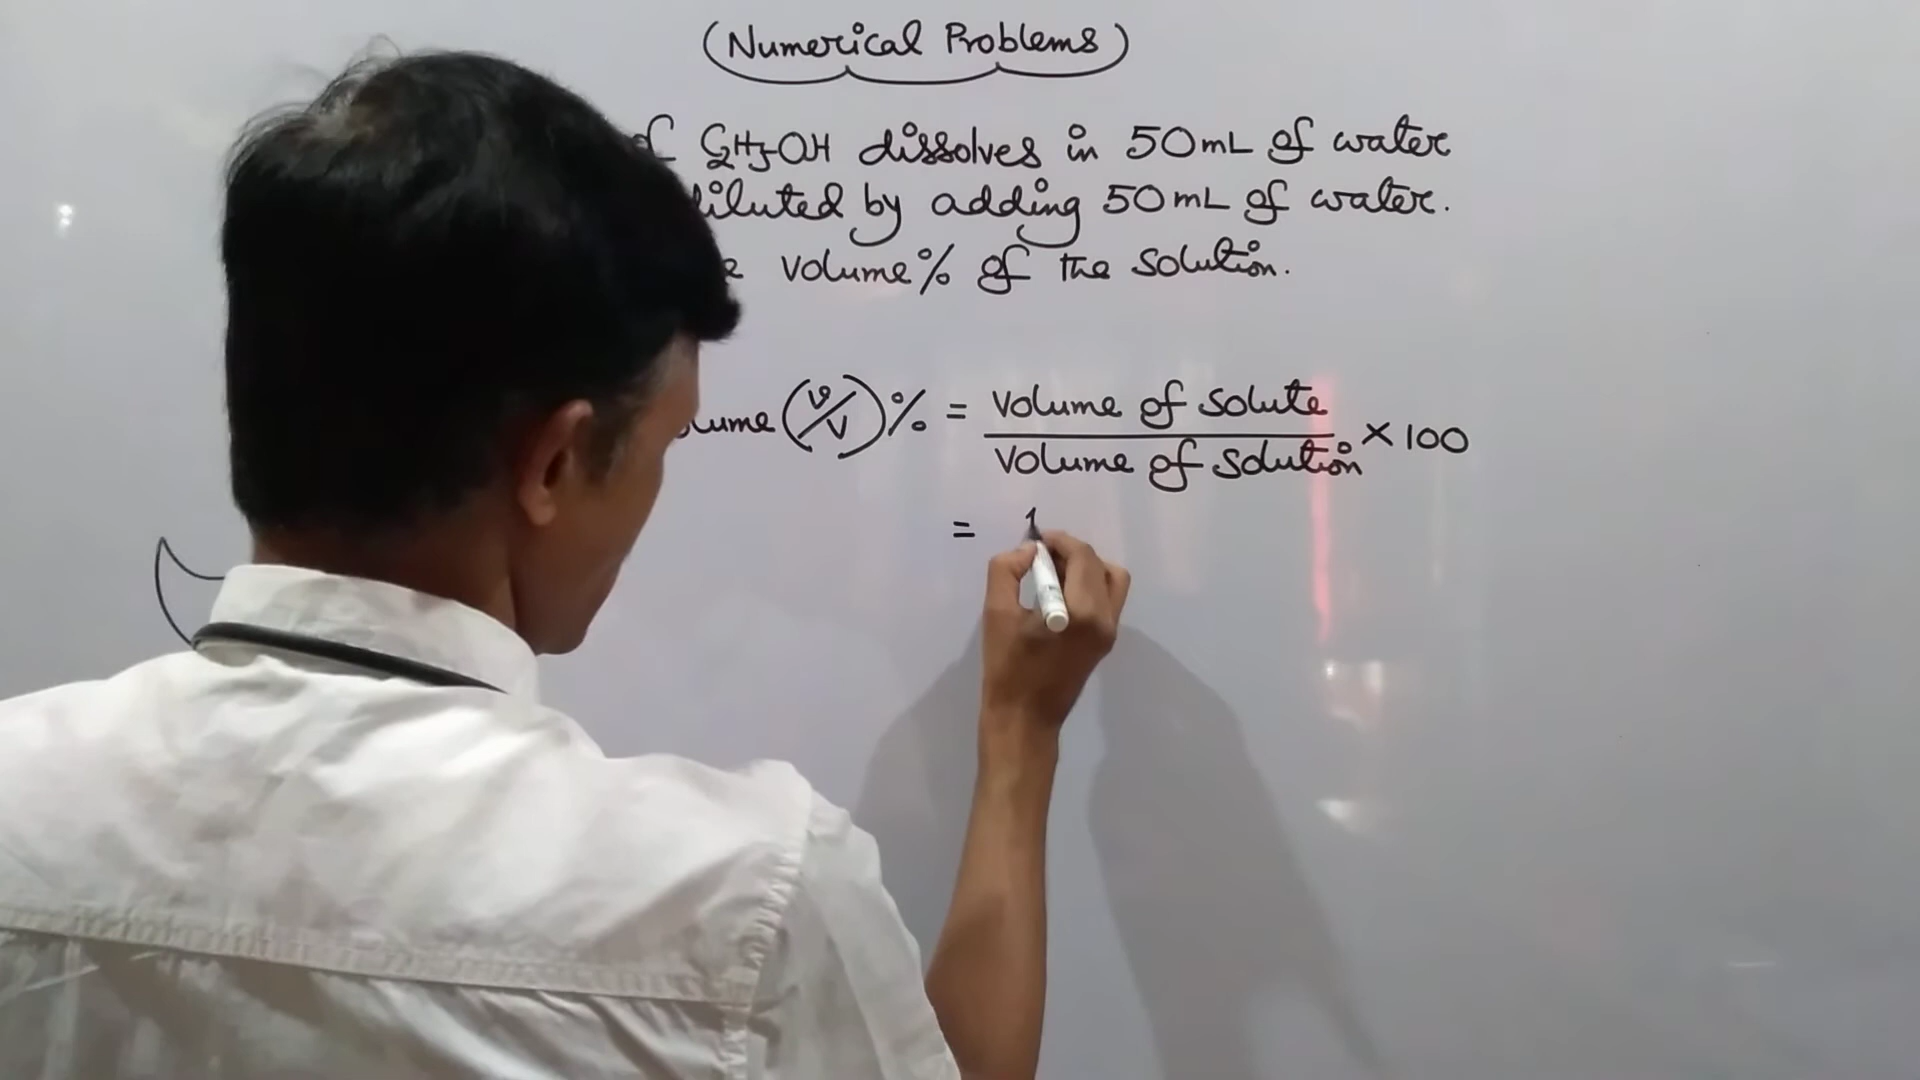 (Numerical Problems)
of C₂H₅OH dissolves in 50mL of water
diluted by adding 50mL of water.
volume% of the solution.
(v/v)% = volume of solute / volume of solution × 100
= 1